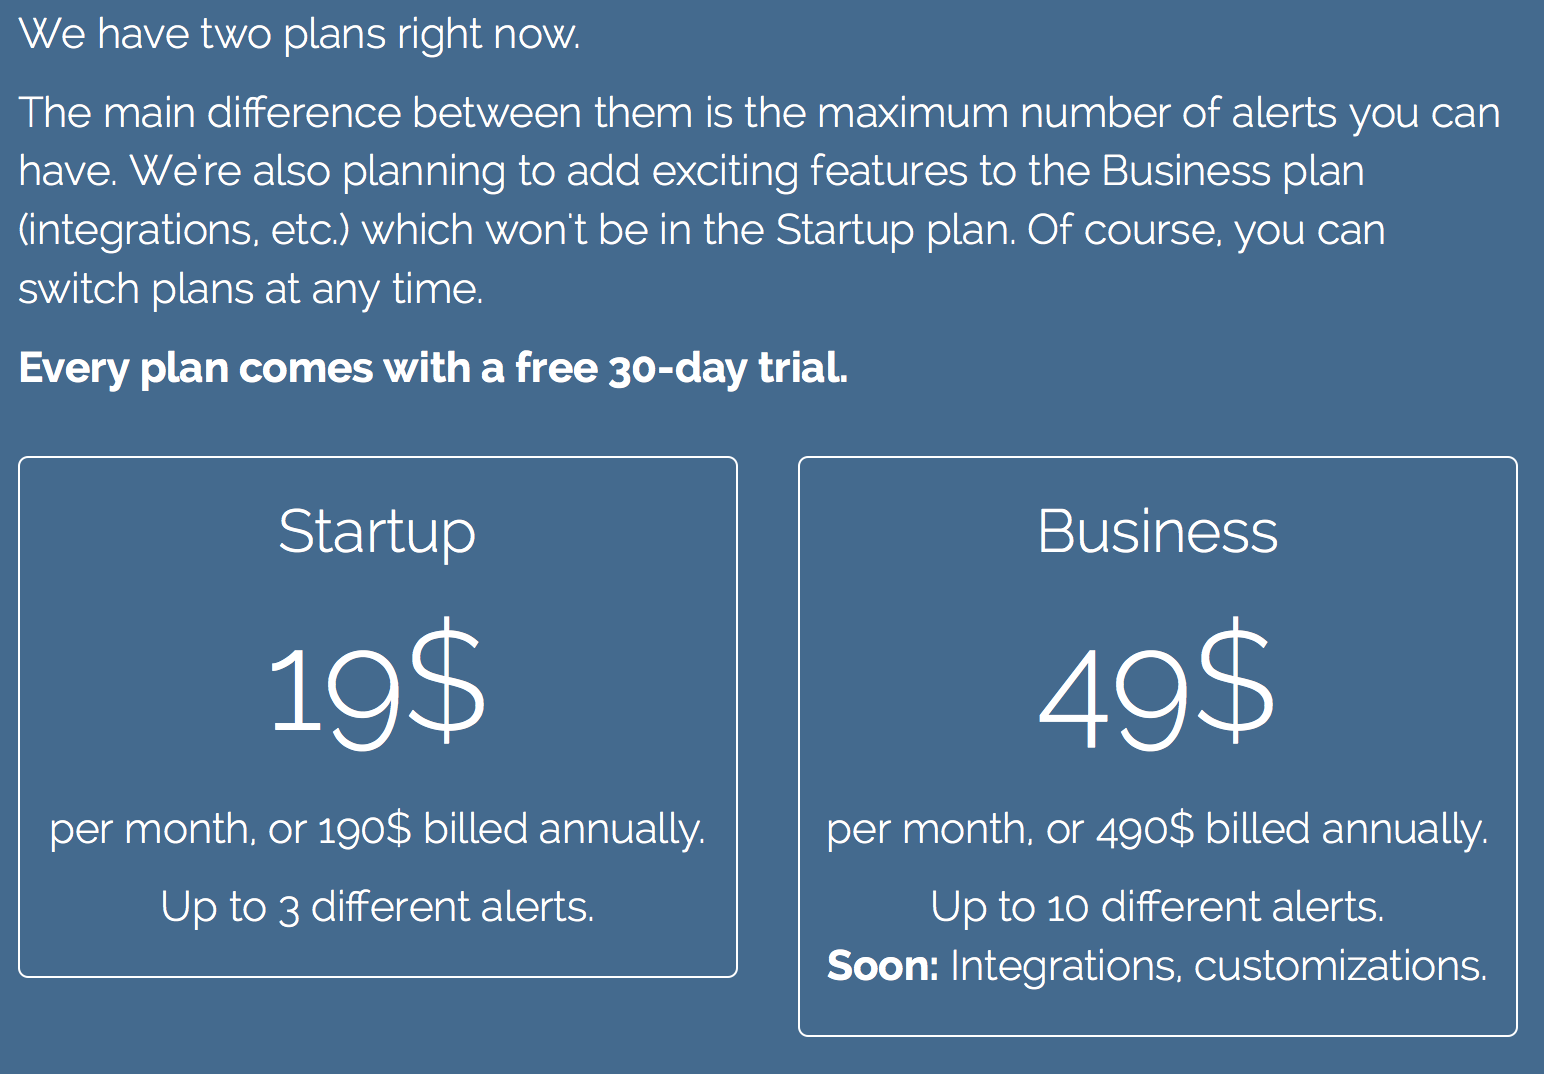 We have two plans right now.
The main difference between them is the maximum number of alerts you can
have. We're also planning to add exciting features to the Business plan
(integrations, etc.) which won't be in the Startup plan. Of course, you can
switch plans at any time.
Every plan comes with a free 30-day trial.
Startup
19$
per month, or 190$ billed annually.
Up to 3 different alerts.
Business
49$
per month, or 490$ billed annually.
Up to 10 different alerts.
Soon: Integrations, customizations.